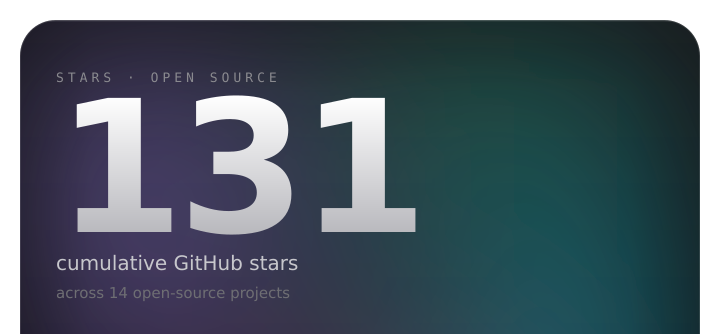 STARS · OPEN SOURCE
131
cumulative GitHub stars
across 14 open-source projects